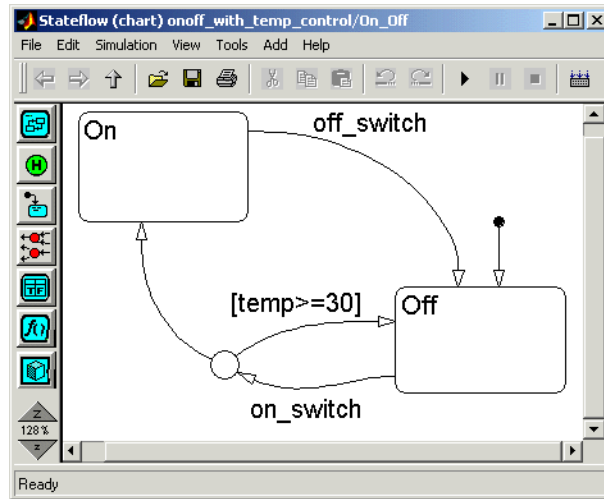 Stateflow (chart) onoff_with_temp_control/On_Off
File Edit Simulation View Tools Add Help
On
off_switch
H
[temp>=30]
Off
TF
f()
on_switch
Z
128%
z
Ready